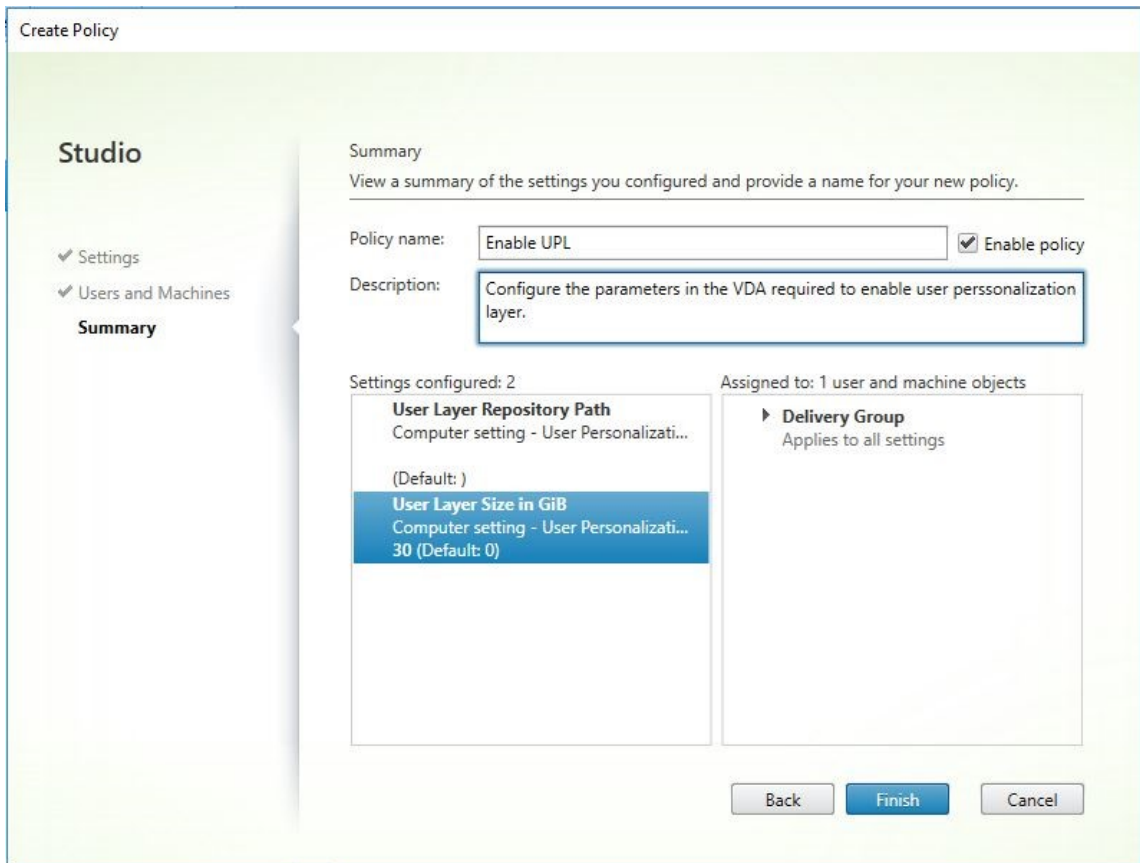 Create Policy
Studio
Settings
Users and Machines
Summary
Summary
View a summary of the settings you configured and provide a name for your new policy.
Policy name:
Enable UPL
Enable policy
Description:
Configure the parameters in the VDA required to enable user perssonalization
layer.
Settings configured: 2
User Layer Repository Path
Computer setting - User Personalizati...
(Default: )
User Layer Size in GiB
Computer setting - User Personalizati...
30 (Default: 0)
Assigned to: 1 user and machine objects
Delivery Group
Applies to all settings
Back
Finish
Cancel